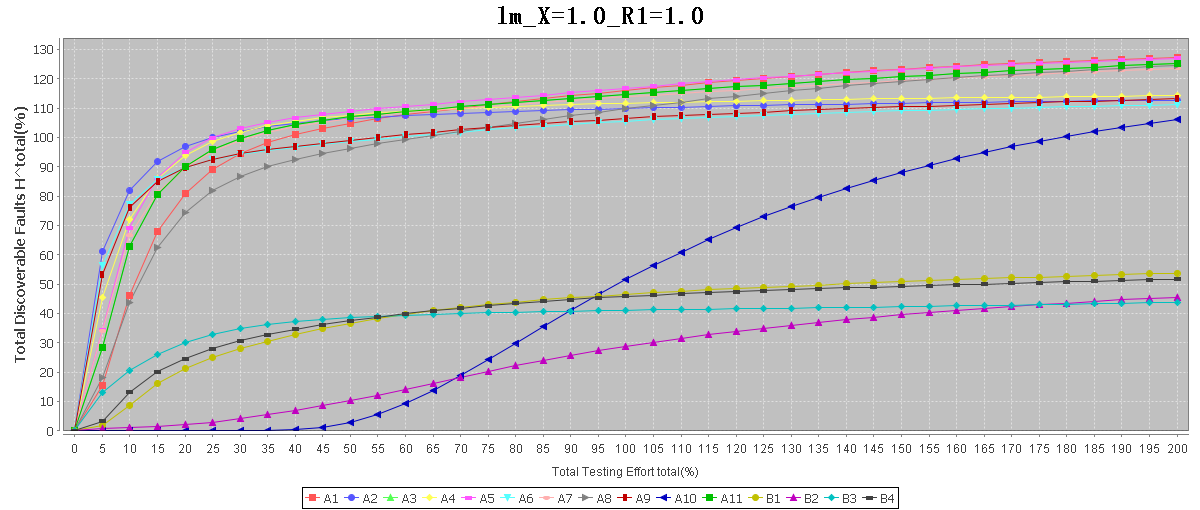 lm_X=1.0_R1=1.0
Total Discoverable Faults H^total(%)
130
120
110
100
90
80
70
60
50
40
30
20
10
0
0 5 10 15 20 25 30 35 40 45 50 55 60 65 70 75 80 85 90 95 100 105 110 115 120 125 130 135 140 145 150 155 160 165 170 175 180 185 190 195 200
Total Testing Effort total(%)
A1 A2 A3 A4 A5 A6 A7 A8 A9 A10 A11 B1 B2 B3 B4